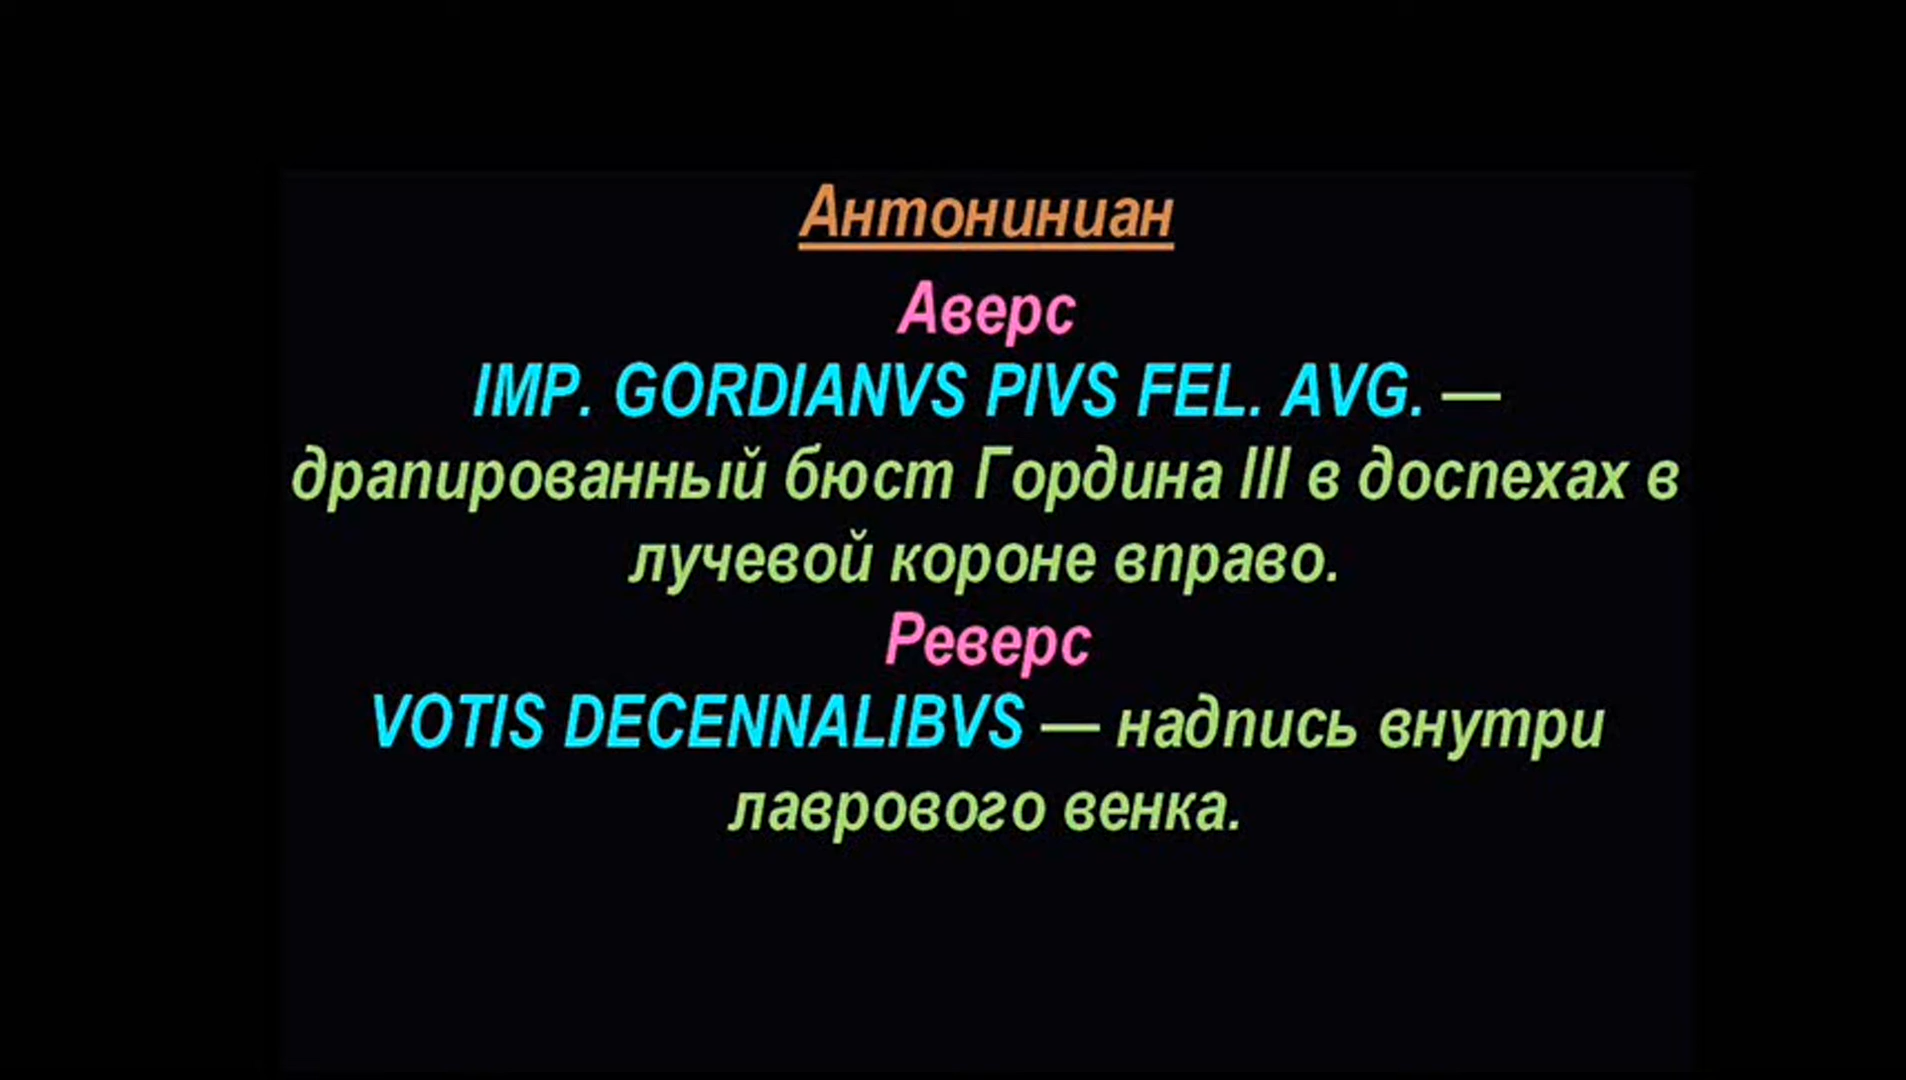 Антониниан
Аверс
IMP. GORDIANVS PIVS FEL. AVG. —
драпированный бюст Гордина III в доспехах в
лучевой короне вправо.
Реверс
VOTIS DECENNALIBVS — надпись внутри
лаврового венка.